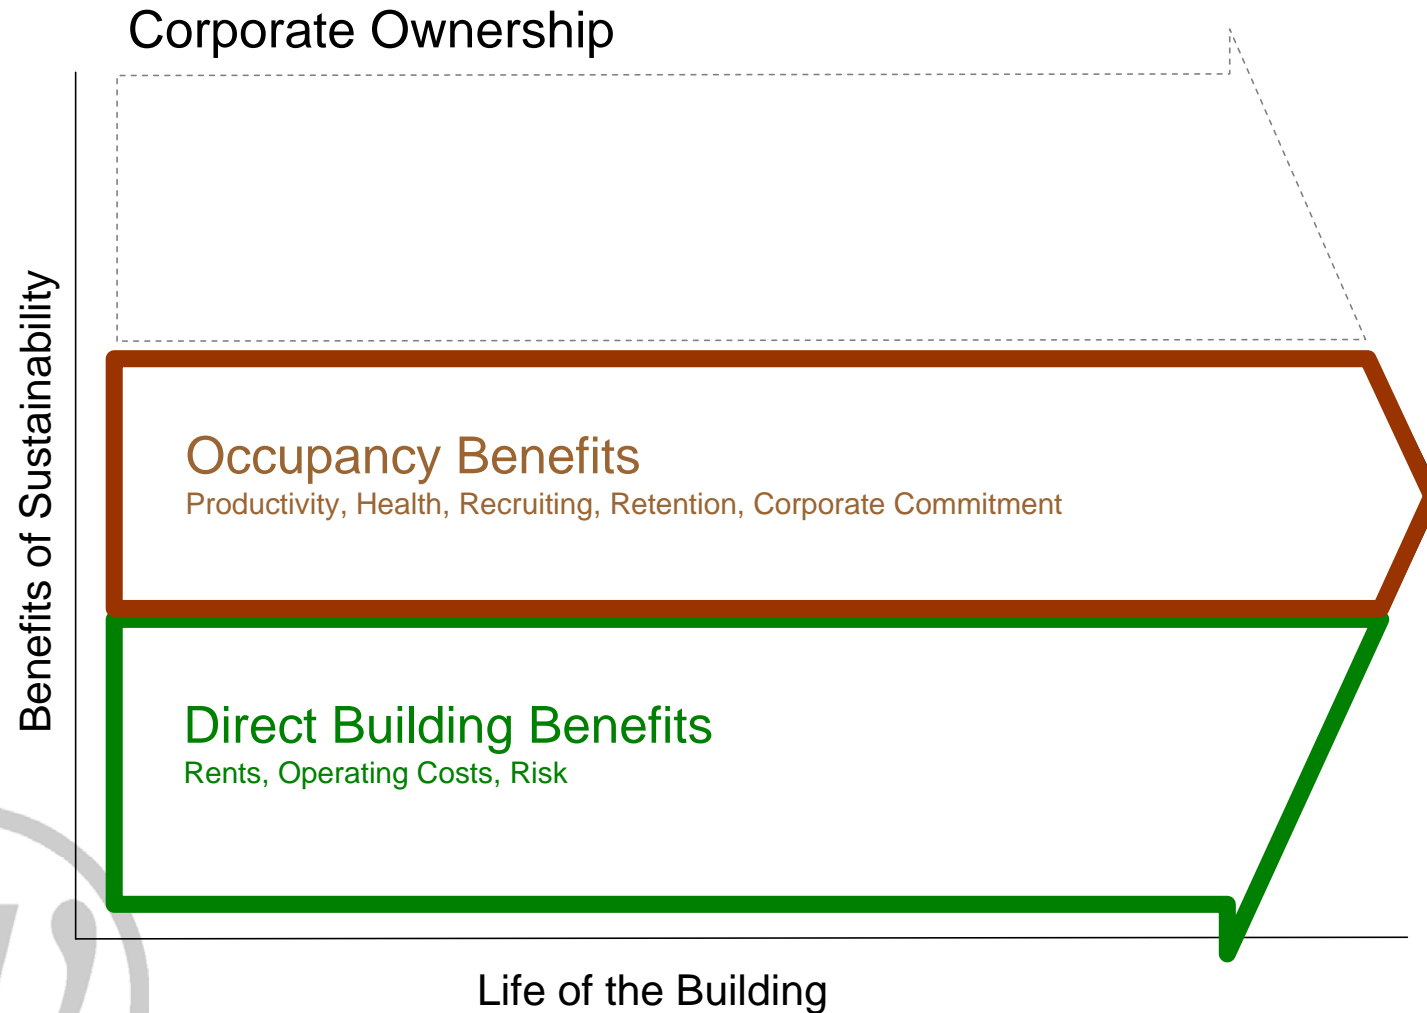 Corporate Ownership
Benefits of Sustainability
Occupancy Benefits
Productivity, Health, Recruiting, Retention, Corporate Commitment
Direct Building Benefits
Rents, Operating Costs, Risk
Life of the Building